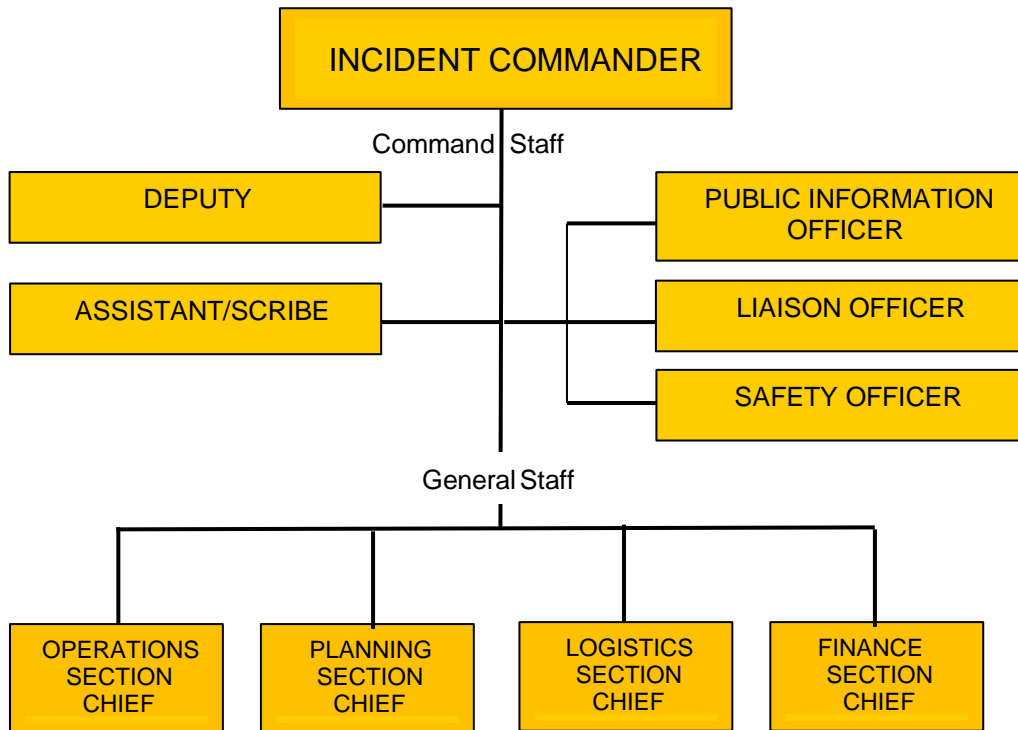 INCIDENT COMMANDER
Command Staff
DEPUTY
PUBLIC INFORMATION
OFFICER
ASSISTANT/SCRIBE
LIAISON OFFICER
SAFETY OFFICER
General Staff
OPERATIONS
SECTION
CHIEF
PLANNING
SECTION
CHIEF
LOGISTICS
SECTION
CHIEF
FINANCE
SECTION
CHIEF